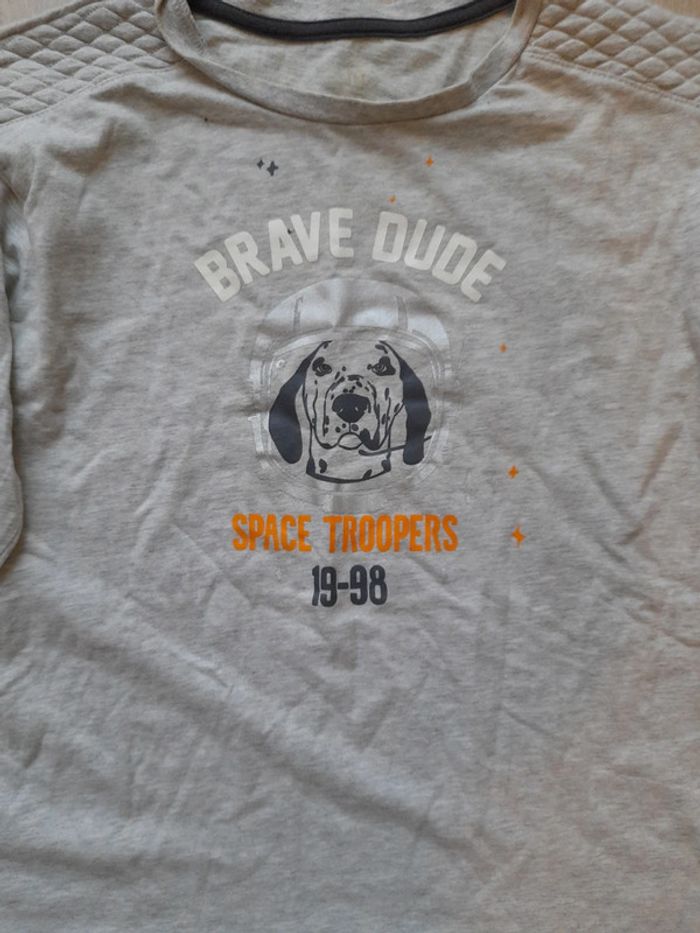 BRAVE DUDE
SPACE TROOPERS
19-98